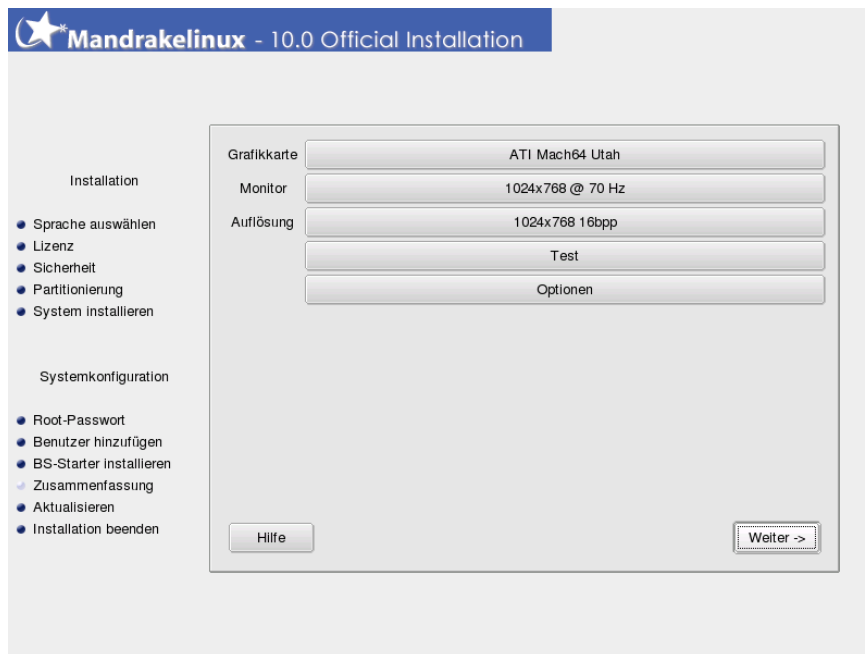 Mandrakelinux - 10.0 Official Installation
Installation
Sprache auswählen
Lizenz
Sicherheit
Partitionierung
System installieren
Systemkonfiguration
Root-Passwort
Benutzer hinzufügen
BS-Starter installieren
Zusammenfassung
Aktualisieren
Installation beenden
Grafikkarte ATI Mach64 Utah
Monitor 1024x768 @ 70 Hz
Auflösung 1024x768 16bpp
Test
Optionen
Hilfe Weiter ->